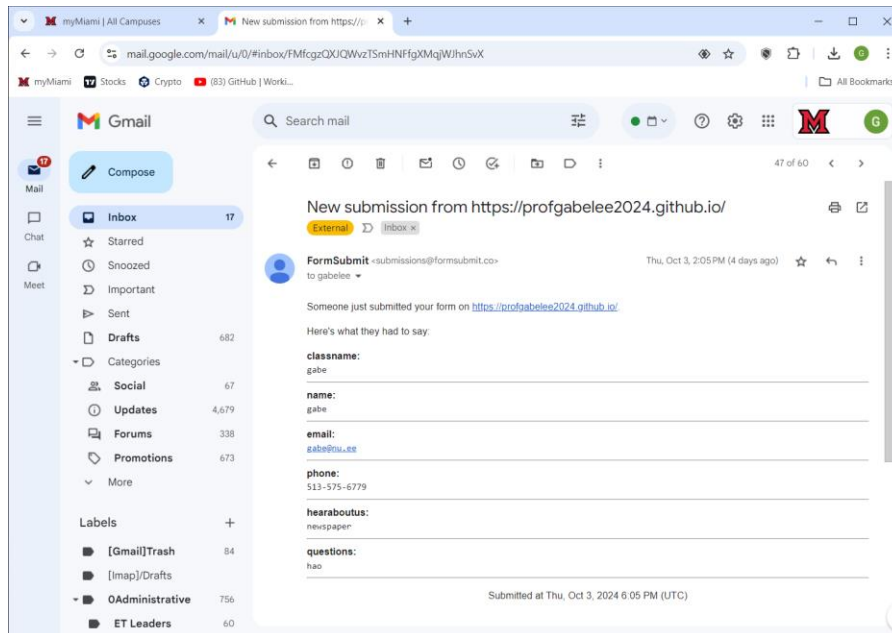 myMiami | All Campuses
New submission from https://p
mail.google.com/mail/u/0/#inbox/FMfcgzQXJQWvzTSmHNFfgXMqjWJhnSvX
G
myMiami
Stocks
Crypto
(83) GitHub | Worki...
All Bookmarks
Gmail
Search mail
M
G
17
Mail
Chat
Meet
Compose
Inbox 17
Starred
Snoozed
Important
Sent
Drafts 682
Categories
Social 67
Updates 4,679
Forums 338
Promotions 673
More
Labels +
[Gmail]Trash 84
[Imap]/Drafts
0Administrative 756
ET Leaders 60
47 of 60
New submission from https://profgabelee2024.github.io/
External Inbox ×
FormSubmit <submissions@formsubmit.co> Thu, Oct 3, 2:05 PM (4 days ago)
to gabelee
Someone just submitted your form on https://profgabelee2024.github.io/.
Here's what they had to say:
classname:
gabe
name:
gabe
email:
gabe@nu.ee
phone:
513-575-6779
hearaboutus:
newspaper
questions:
hao
Submitted at Thu, Oct 3, 2024 6:05 PM (UTC)